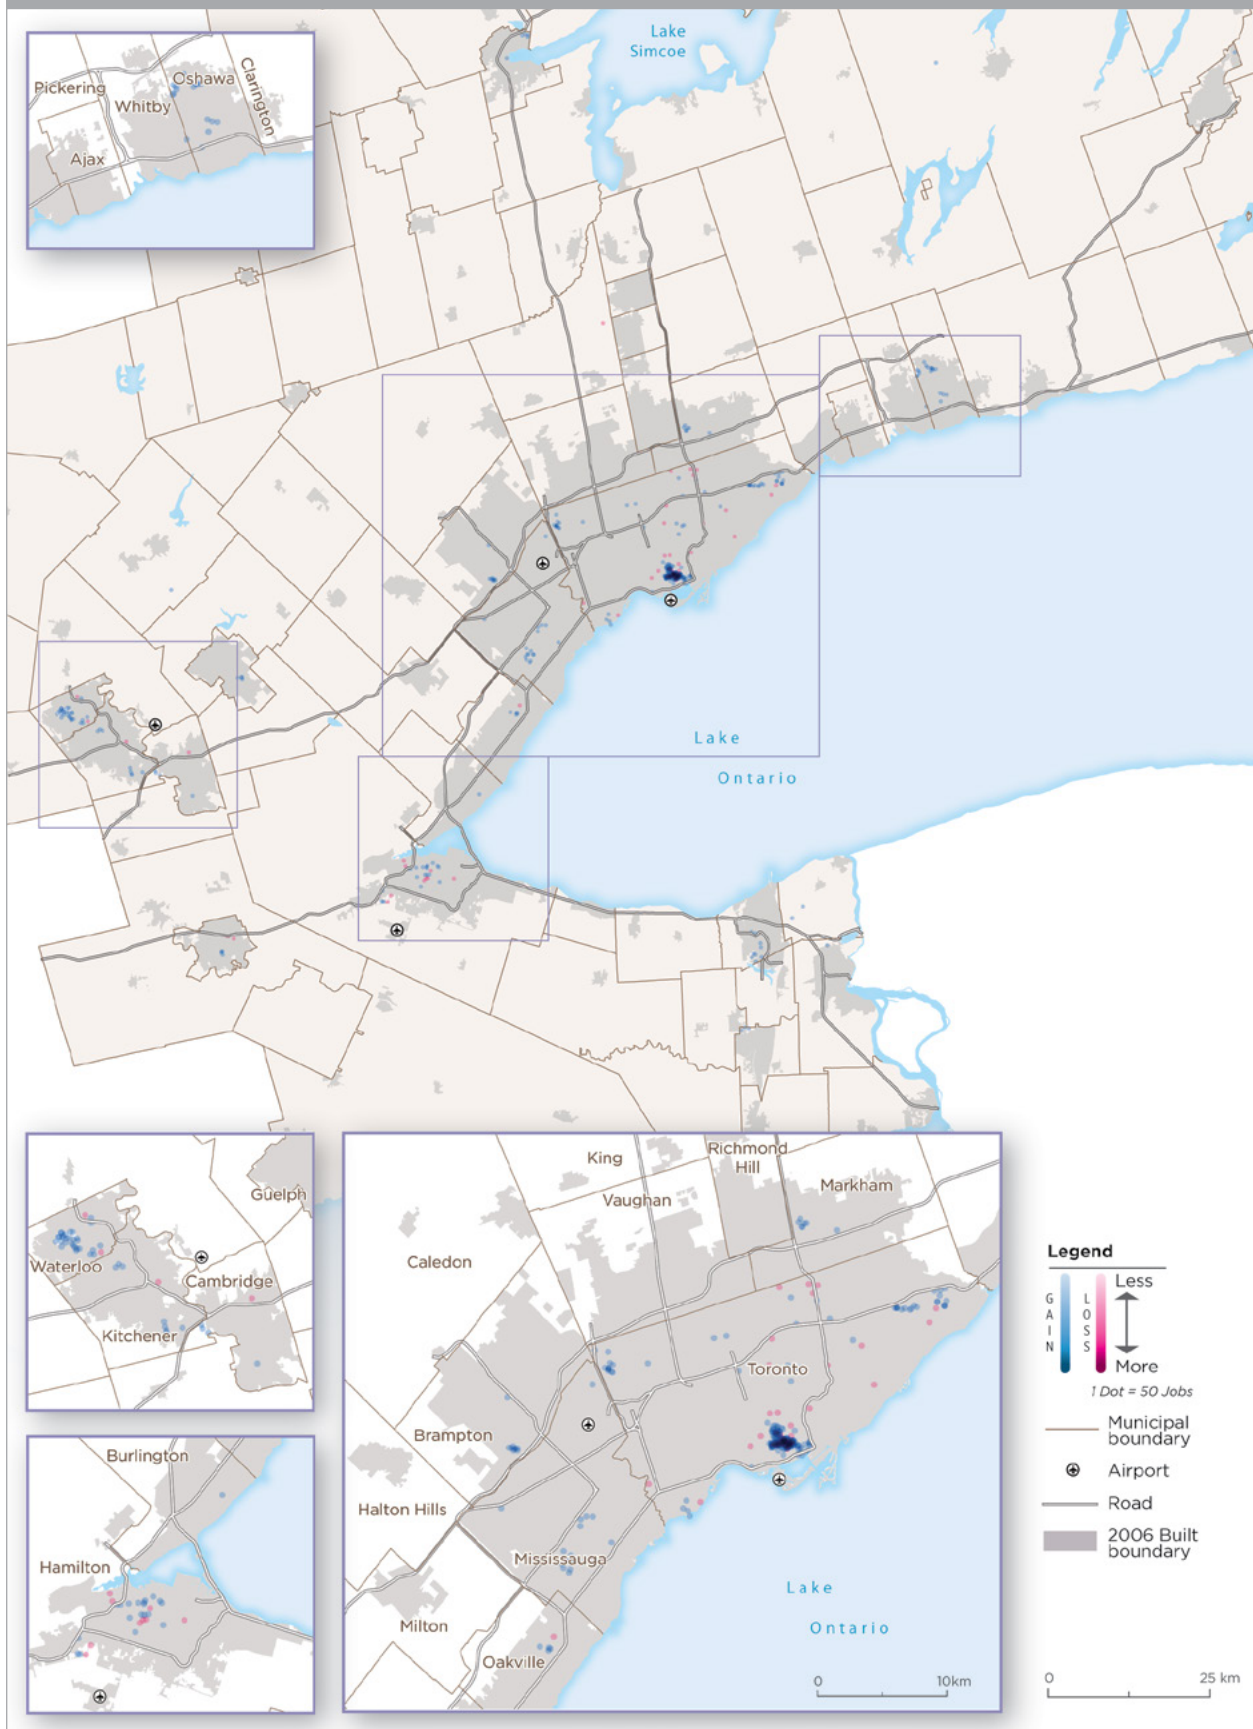 Lake
Simcoe
Pickering
Whitby
Oshawa
Clarington
Ajax
Lake
Ontario
Guelph
Waterloo
Cambridge
Kitchener
Burlington
Hamilton
King
Richmond
Hill
Vaughan
Markham
Caledon
Toronto
Brampton
Halton Hills
Mississauga
Milton
Oakville
Lake
Ontario
0 10km
Legend
GAIN
LOSS
Less
More
1 Dot = 50 Jobs
Municipal
boundary
Airport
Road
2006 Built
boundary
0 25 km